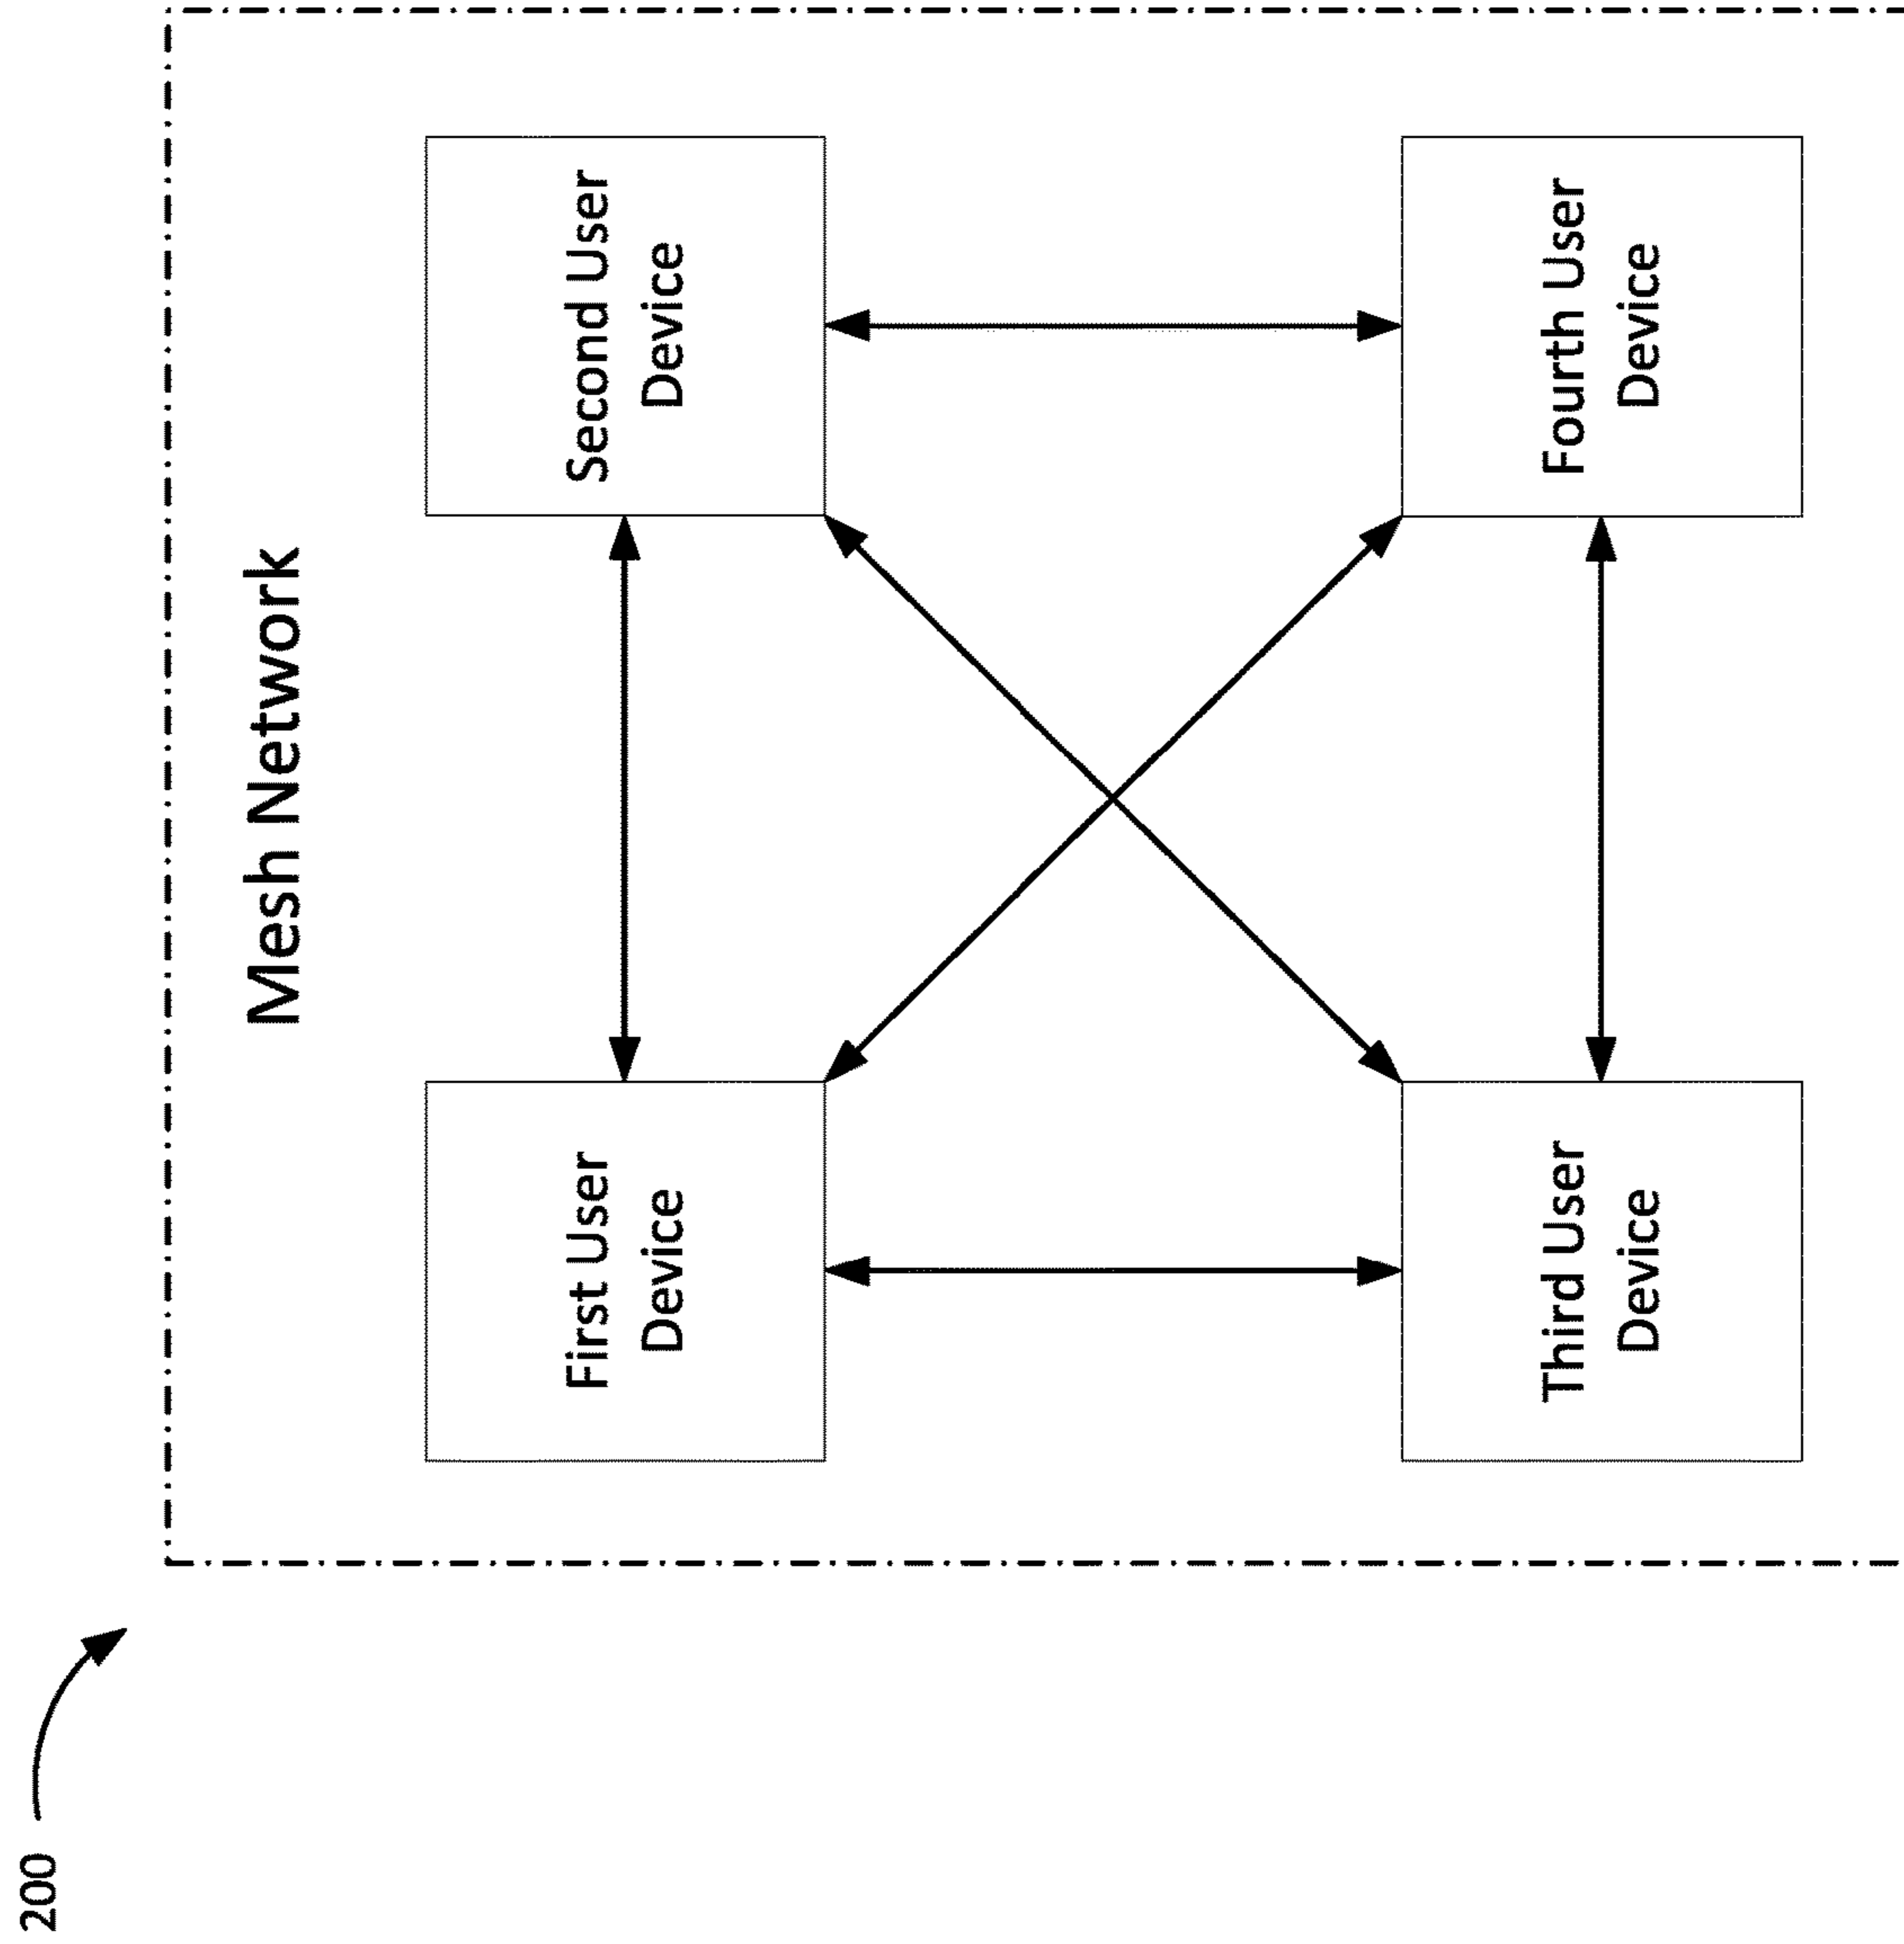 200
Mesh Network
First User
Device
Second User
Device
Third User
Device
Fourth User
Device